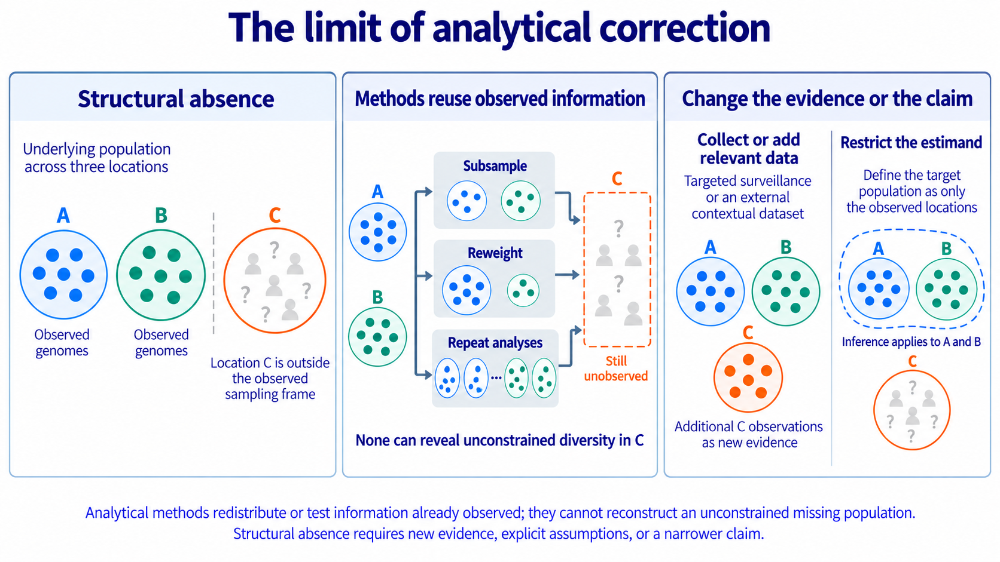 The limit of analytical correction
Structural absence
Underlying population
across three locations
A
B
C
?
?
?
?
Observed
genomes
Observed
genomes
Location C is outside
the observed
sampling frame
Methods reuse observed information
A
B
Subsample
Reweight
Repeat analyses
...
C
?
?
Still
unobserved
None can reveal unconstrained diversity in C
Change the evidence or the claim
Collect or add
relevant data
Targeted surveillance
or an external
contextual dataset
A
B
C
Additional C observations
as new evidence
Restrict the estimand
Define the target
population as only
the observed locations
A
B
Inference applies to A and B
C
?
?
?
?
Analytical methods redistribute or test information already observed; they cannot reconstruct an unconstrained missing population.
Structural absence requires new evidence, explicit assumptions, or a narrower claim.